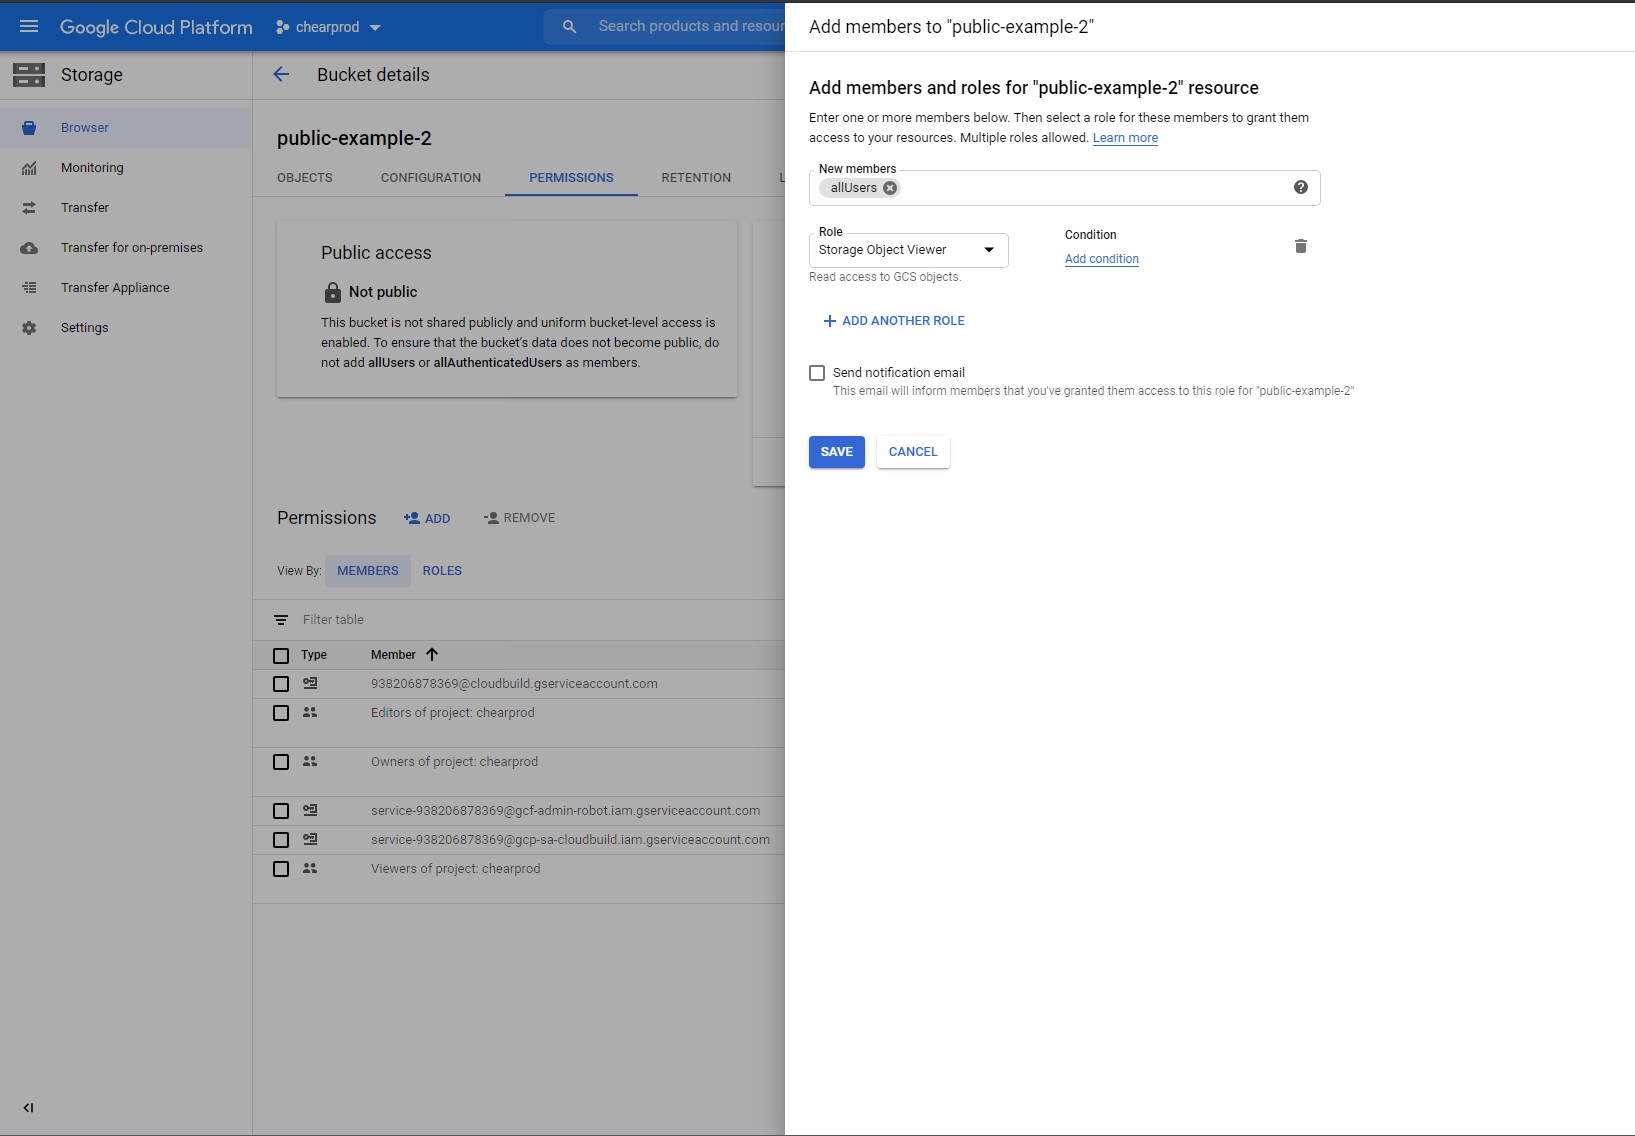 Google Cloud Platform
chearprod
Search products and resour
Storage
Browser
Monitoring
Transfer
Transfer for on-premises
Transfer Appliance
Settings
Bucket details
public-example-2
OBJECTS
CONFIGURATION
PERMISSIONS
RETENTION
L
Public access
Not public
This bucket is not shared publicly and uniform bucket-level access is
enabled. To ensure that the bucket's data does not become public, do
not add allUsers or allAuthenticatedUsers as members.
Permissions
ADD
REMOVE
View By:
MEMBERS
ROLES
Filter table
Type
Member
938206878369@cloudbuild.gserviceaccount.com
Editors of project: chearprod
Owners of project: chearprod
service-938206878369@gcf-admin-robot.iam.gserviceaccount.com
service-938206878369@gcp-sa-cloudbuild.iam.gserviceaccount.com
Viewers of project: chearprod
Add members to "public-example-2"
Add members and roles for "public-example-2" resource
Enter one or more members below. Then select a role for these members to grant them
access to your resources. Multiple roles allowed. Learn more
New members
allUsers
Role
Storage Object Viewer
Read access to GCS objects.
Condition
Add condition
ADD ANOTHER ROLE
Send notification email
This email will inform members that you've granted them access to this role for "public-example-2"
SAVE
CANCEL